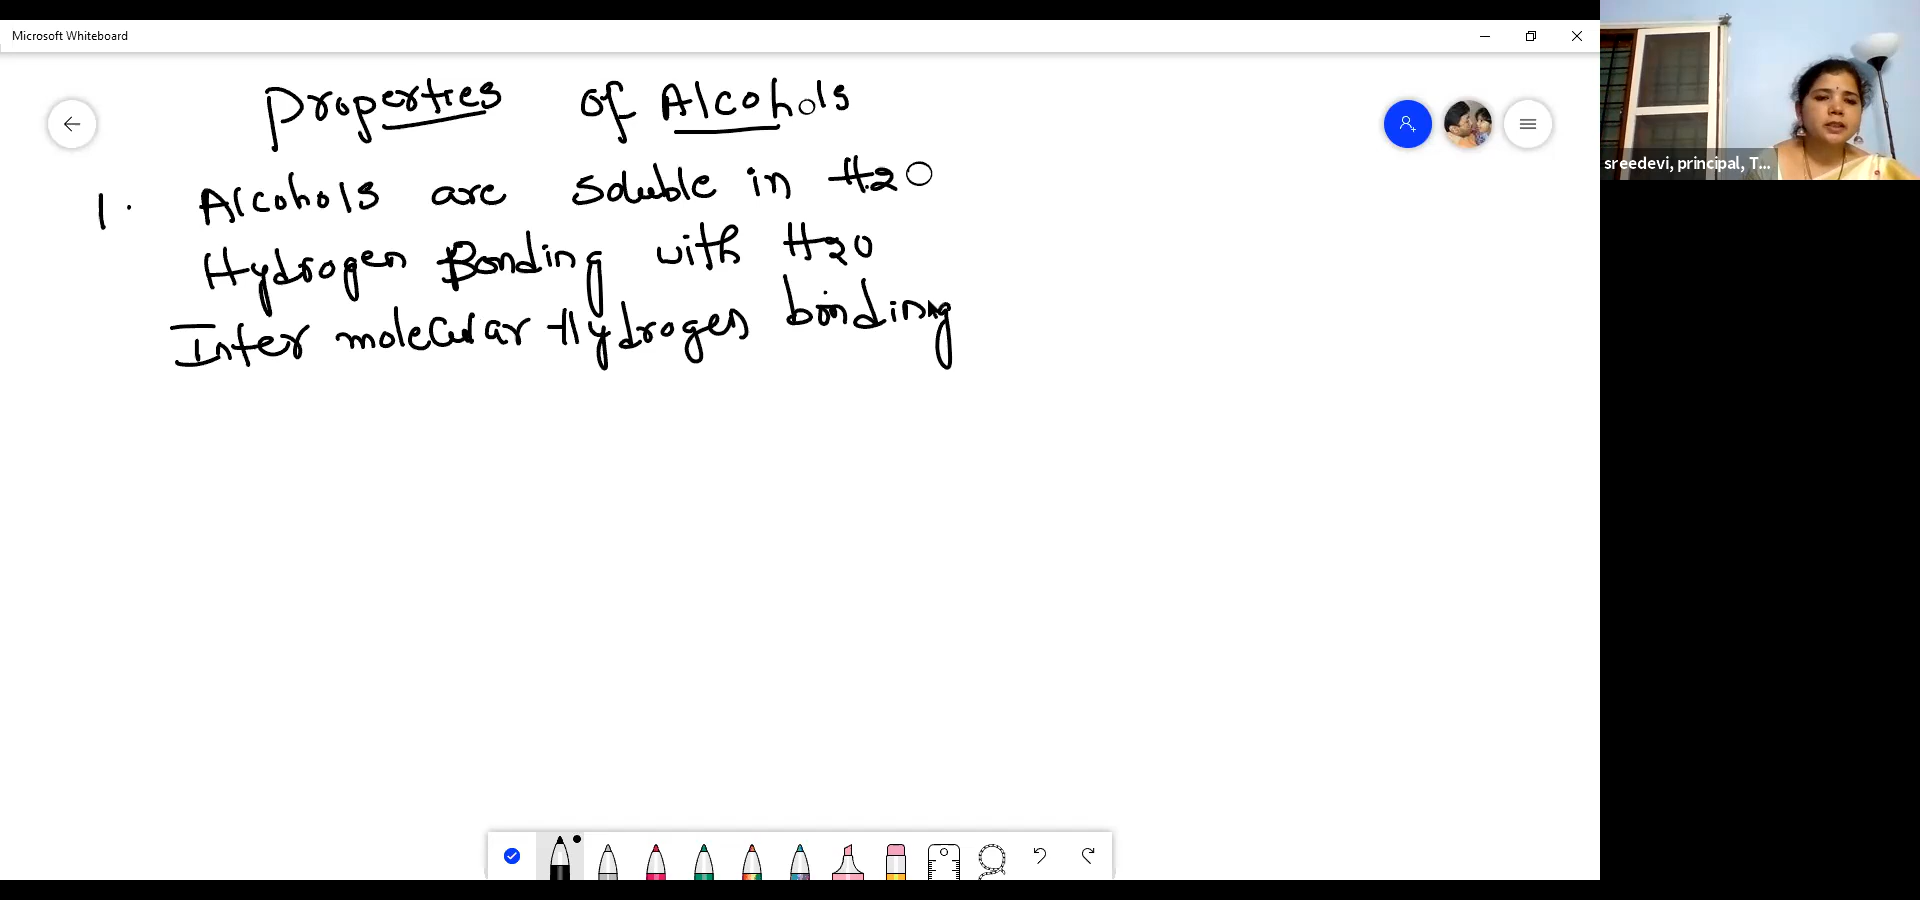 Microsoft Whiteboard
Properties of Alcohols
1. Alcohols are soluble in H2O
Hydrogen Bonding with H2O
Inter molecular Hydrogen bonding
sreedevi, principal, T...